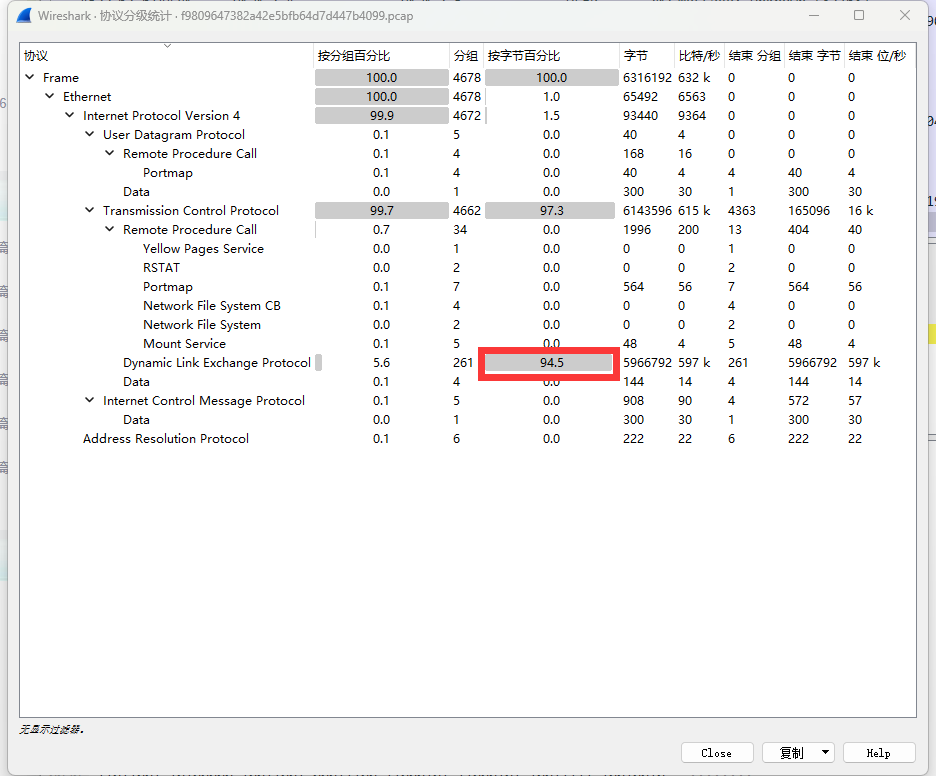 Wireshark · 协议分级统计 · f9809647382a42e5bfb64d7d447b4099.pcap
协议 按分组百分比 分组 按字节百分比 字节 比特/秒 结束 分组 结束 字节 结束 位/秒
Frame 100.0 4678 100.0 6316192 632 k 0 0 0
Ethernet 100.0 4678 1.0 65492 6563 0 0 0
Internet Protocol Version 4 99.9 4672 1.5 93440 9364 0 0 0
User Datagram Protocol 0.1 5 0.0 40 4 0 0 0
Remote Procedure Call 0.1 4 0.0 168 16 0 0 0
Portmap 0.1 4 0.0 40 4 4 40 4
Data 0.0 1 0.0 300 30 1 300 30
Transmission Control Protocol 99.7 4662 97.3 6143596 615 k 4363 165096 16 k
Remote Procedure Call 0.7 34 0.0 1996 200 13 404 40
Yellow Pages Service 0.0 1 0.0 0 0 1 0 0
RSTAT 0.0 2 0.0 0 0 2 0 0
Portmap 0.1 7 0.0 564 56 7 564 56
Network File System CB 0.1 4 0.0 0 0 4 0 0
Network File System 0.0 2 0.0 0 0 2 0 0
Mount Service 0.1 5 0.0 48 4 5 48 4
Dynamic Link Exchange Protocol 5.6 261 94.5 5966792 597 k 261 5966792 597 k
Data 0.1 4 0.0 144 14 4 144 14
Internet Control Message Protocol 0.1 5 0.0 908 90 4 572 57
Data 0.0 1 0.0 300 30 1 300 30
Address Resolution Protocol 0.1 6 0.0 222 22 6 222 22
无显示过滤器。
Close 复制 Help